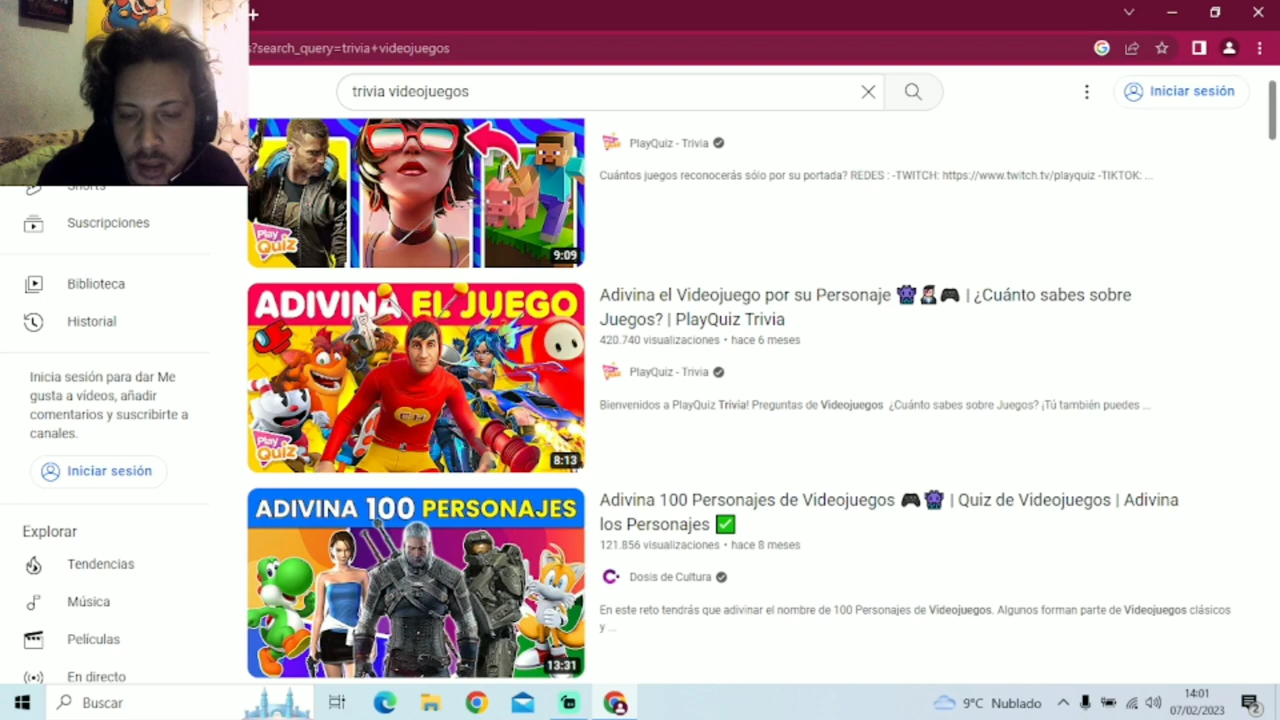 s?search_query=trivia+videojuegos
trivia videojuegos
Iniciar sesión
Shorts
Suscripciones
Biblioteca
Historial
Inicia sesión para dar Me
gusta a vídeos, añadir
comentarios y suscribirte a
canales.
Iniciar sesión
Explorar
Tendencias
Música
Películas
En directo
Play
Quiz
9:09
PlayQuiz - Trivia
Cuántos juegos reconocerás sólo por su portada? REDES : -TWITCH: https://www.twitch.tv/playquiz -TIKTOK: ...
ADIVINA EL JUEGO
CH
Play
Quiz
8:13
Adivina el Videojuego por su Personaje 👾👨‍🚀🎮 | ¿Cuánto sabes sobre
Juegos? | PlayQuiz Trivia
420.740 visualizaciones • hace 6 meses
PlayQuiz - Trivia
Bienvenidos a PlayQuiz Trivia! Preguntas de Videojuegos ¿Cuánto sabes sobre Juegos? ¡Tú también puedes ...
ADIVINA 100 PERSONAJES
13:31
Adivina 100 Personajes de Videojuegos 🎮👾 | Quiz de Videojuegos | Adivina
los Personajes ✅
121.856 visualizaciones • hace 8 meses
Dosis de Cultura
En este reto tendrás que adivinar el nombre de 100 Personajes de Videojuegos. Algunos forman parte de Videojuegos clásicos
y ...
Buscar
9°C Nublado
14:01
07/02/2023
2